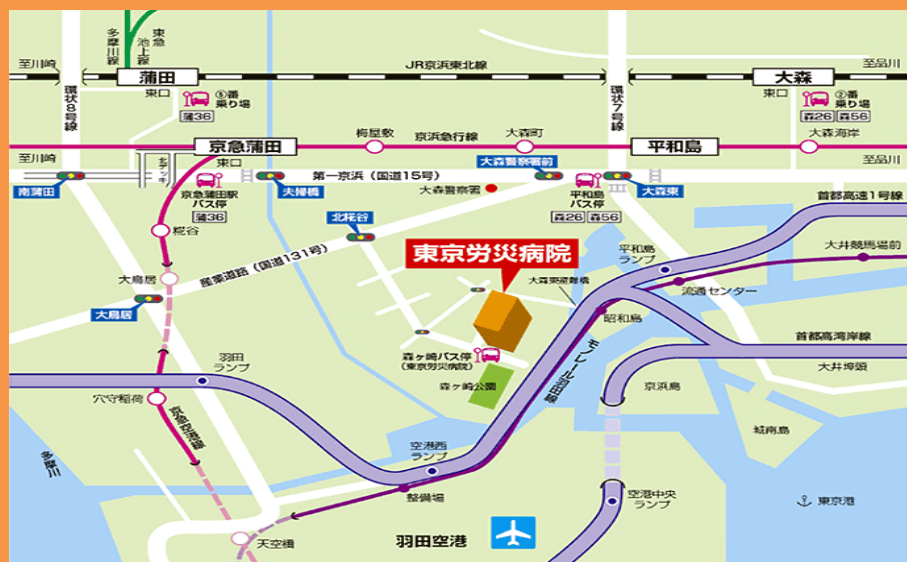 東急
多摩川線
池上線
至川崎
蒲田
JR京浜東北線
大森
至品川
環状8号線
東口
⑤番
乗り場
蒲36
環状7号線
東口
②番
乗り場
森26 森56
京急蒲田
梅屋敷
京浜急行線
大森町
平和島
大森海岸
至川崎
東口
至品川
南蒲田
京急蒲田駅
バス停
蒲36
夫婦橋
第一京浜（国道15号）
大森警察署前
大森警察署
平和島
バス停
森26 森56
大森東
首都高速1号線
糀谷
北糀谷
産業道路（国道131号）
東京労災病院
平和島
ランプ
大井競馬場前
大鳥居
大鳥居
流通センター
昭和島
羽田
ランプ
森ヶ崎バス停
（東京労災病院）
森ヶ崎公園
モノレール羽田線
首都高湾岸線
大井埠頭
京浜島
城南島
穴守稲荷
京急空港線
多摩川
空港西
ランプ
整備場
空港中央
ランプ
東京港
天空橋
羽田空港